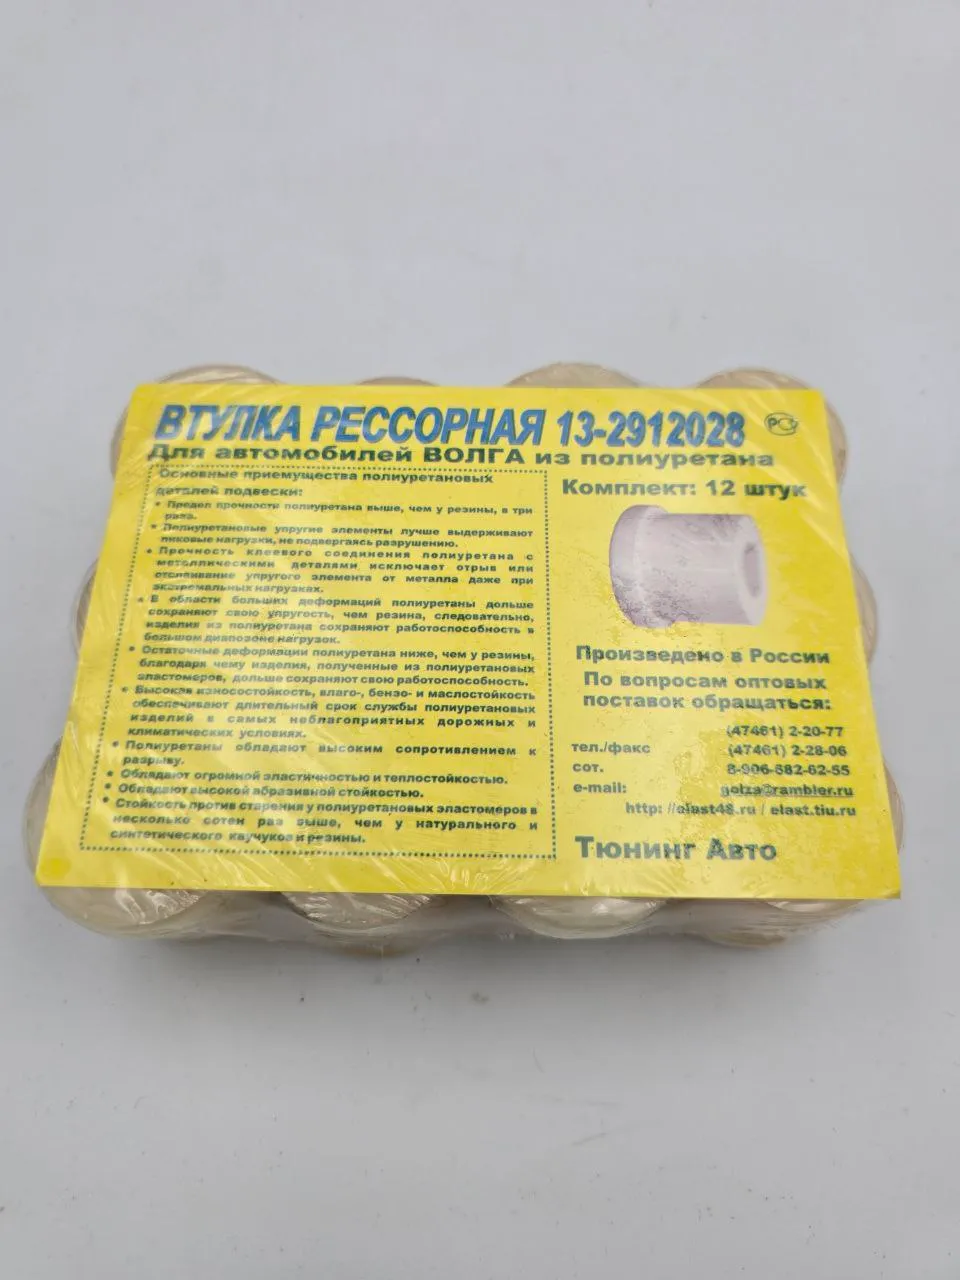 ВТУЛКА РЕССОРНАЯ 13-2912028
РСТ
Для автомобилей ВОЛГА из полиуретана
Основные приемущества полиуретановых
деталей подвески:
• Предел прочности полиуретана выше, чем у резины, в три
раза.
• Полиуретановые упругие элементы лучше выдерживают
пиковые нагрузки, не подвергаясь разрушению.
• Прочность клеевого соединения полиуретана с
металлическими деталями исключает отрыв или
отслаивание упругого элемента от металла даже при
экстремальных нагрузках.
• В области больших деформаций полиуретаны дольше
сохраняют свою упругость, чем резина, следовательно,
изделия из полиуретана сохраняют работоспособность в
большом диапозоне нагрузок.
• Остаточные деформации полиуретана ниже, чем у резины,
благодаря чему изделия, полученные из полиуретановых
эластомеров, дольше сохраняют свою работоспособность.
• Высокая износостойкость, влаго-, бензо- и маслостойкость
обеспечивают длительный срок службы полиуретановых
изделий в самых неблагоприятных дорожных и
климатических условиях.
• Полиуретаны обладают высоким сопротивлением к
разрыву.
• Обладают огромной эластичностью и теплостойкостью.
• Обладают высокой абразивной стойкостью.
• Стойкость против старения у полиуретановых эластомеров в
несколько сотен раз выше, чем у натурального и
синтетического каучуков и резины.
Комплект: 12 штук
Произведено в России
По вопросам оптовых
поставок обращаться:
(47461) 2-20-77
тел./факс (47461) 2-28-06
сот. 8-906-682-62-55
e-mail: golza@rambler.ru
http: //elast48.ru / elast.tiu.ru
Тюнинг Авто